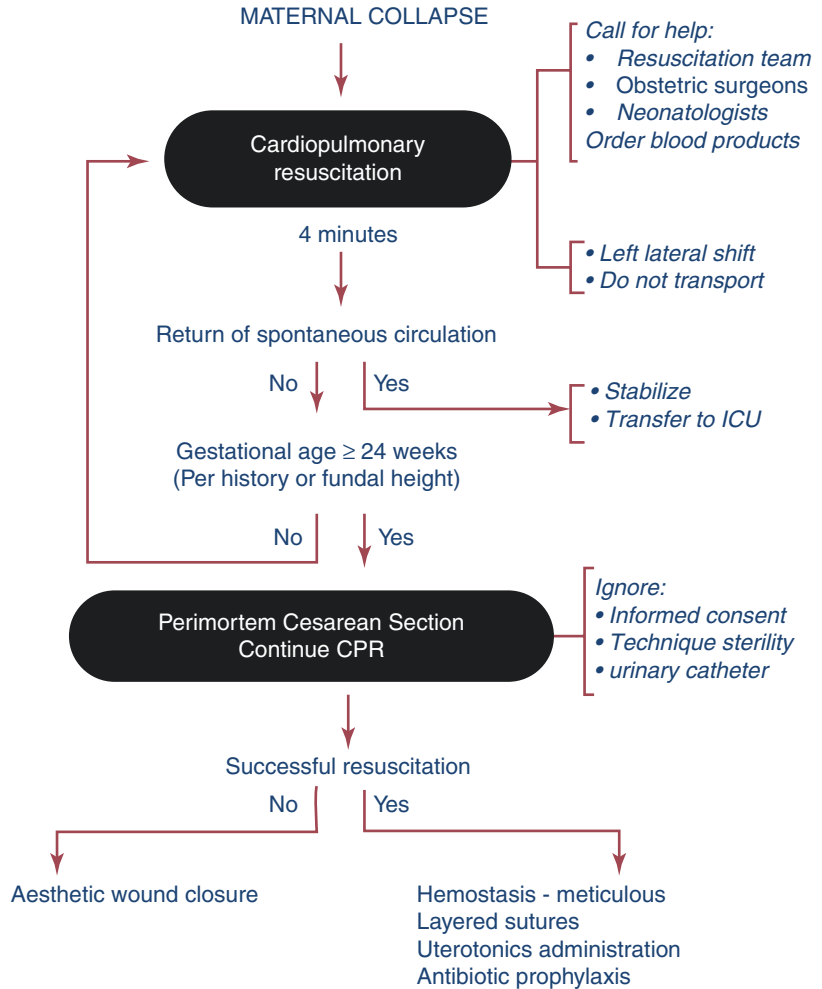 MATERNAL COLLAPSE
Call for help:
• Resuscitation team
• Obstetric surgeons
• Neonatologists
Order blood products
Cardiopulmonary
resuscitation
• Left lateral shift
• Do not transport
4 minutes
Return of spontaneous circulation
No
Yes
• Stabilize
• Transfer to ICU
Gestational age ≥ 24 weeks
(Per history or fundal height)
No
Yes
Perimortem Cesarean Section
Continue CPR
Ignore:
• Informed consent
• Technique sterility
• urinary catheter
Successful resuscitation
No
Yes
Aesthetic wound closure
Hemostasis - meticulous
Layered sutures
Uterotonics administration
Antibiotic prophylaxis